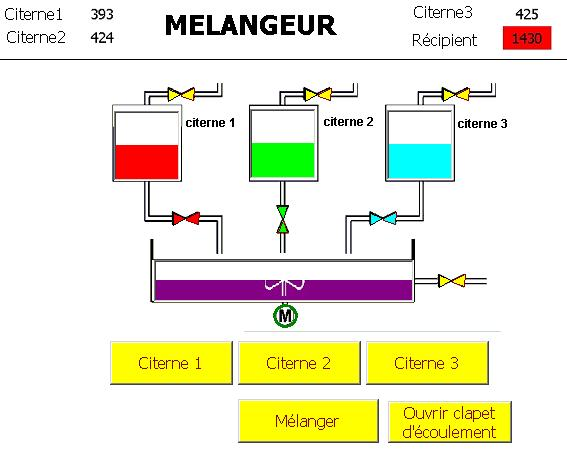 Citerne1 393
MELANGEUR
Citerne3 425
Citerne2 424
Récipient 1430
citerne 1
citerne 2
citerne 3
M
Citerne 1
Citerne 2
Citerne 3
Mélanger
Ouvrir clapet
d'écoulement